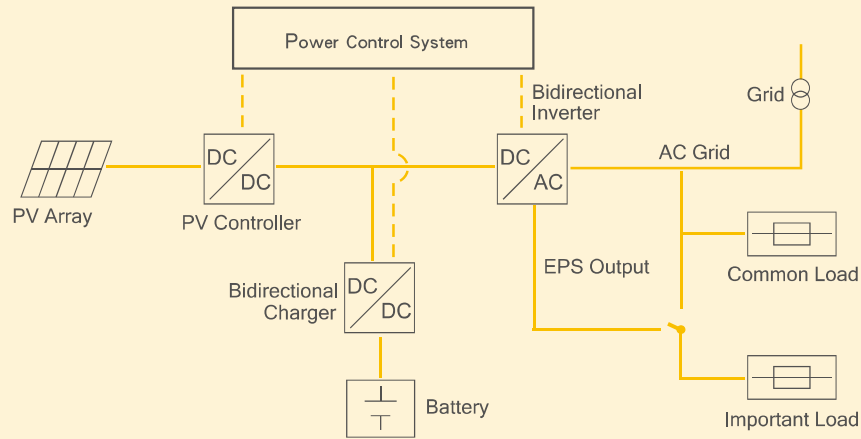 Power Control System
Bidirectional
Inverter
Grid
DC
DC
DC
AC
AC Grid
PV Array
PV Controller
EPS Output
Common Load
Bidirectional
Charger
DC
DC
Battery
Important Load